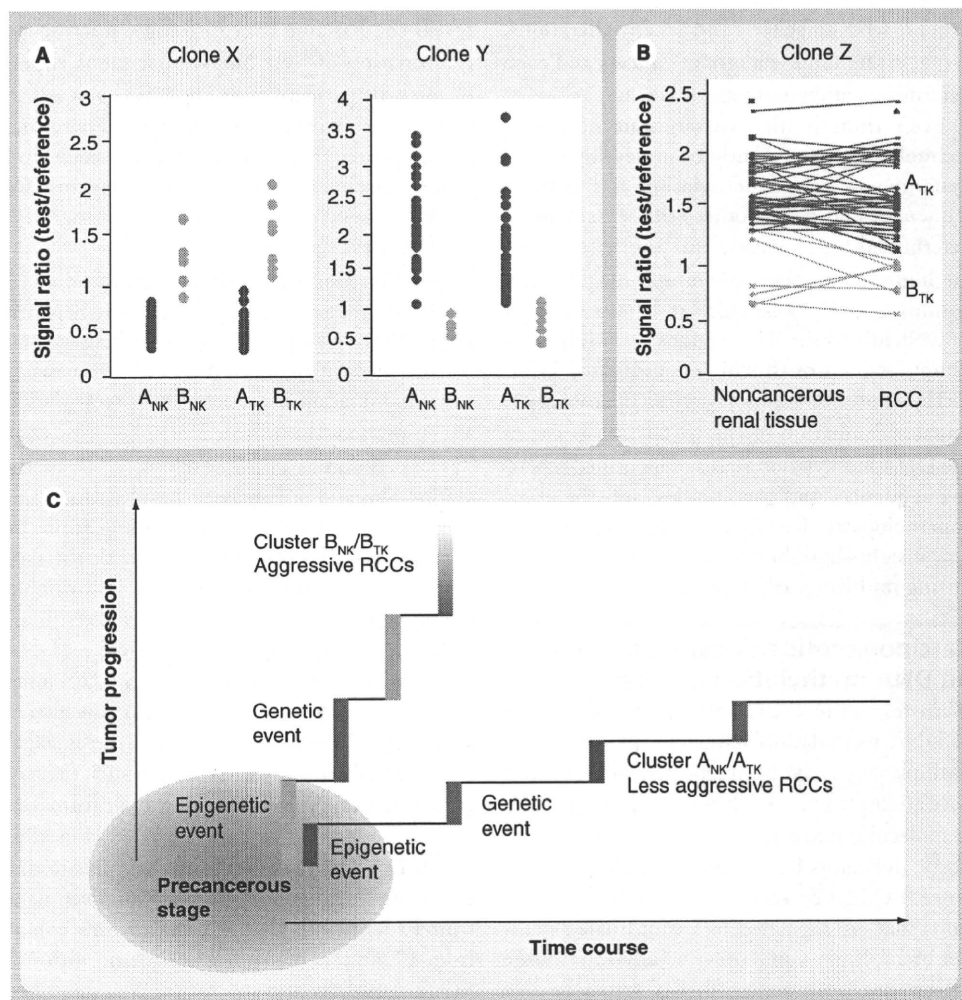 A
Clone X
Signal ratio (test/reference)
3
2.5
2
1.5
1
0.5
0
A_NK B_NK A_TK B_TK
Clone Y
4
3.5
3
2.5
2
1.5
1
0.5
0
A_NK B_NK A_TK B_TK
B
Clone Z
Signal ratio (test/reference)
2.5
2
1.5
1
0.5
0
A_TK
B_TK
Noncancerous
renal tissue
RCC
C
Tumor progression
Cluster B_NK/B_TK
Aggressive RCCs
Genetic
event
Epigenetic
event
Cluster A_NK/A_TK
Less aggressive RCCs
Genetic
event
Epigenetic
event
Precancerous
stage
Time course